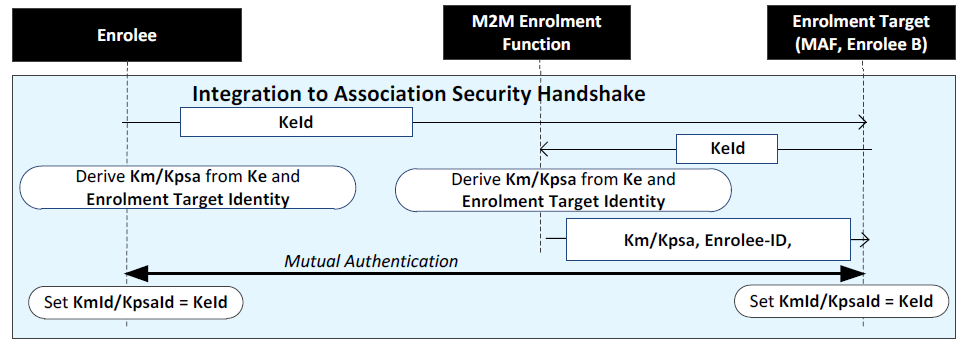 Enrolee
M2M Enrolment
Function
Enrolment Target
(MAF, Enrolee B)
Integration to Association Security Handshake
KeId
KeId
Derive Km/Kpsa from Ke and
Enrolment Target Identity
Derive Km/Kpsa from Ke and
Enrolment Target Identity
Km/Kpsa, Enrolee-ID,
Mutual Authentication
Set KmId/KpsaId = KeId
Set KmId/KpsaId = KeId